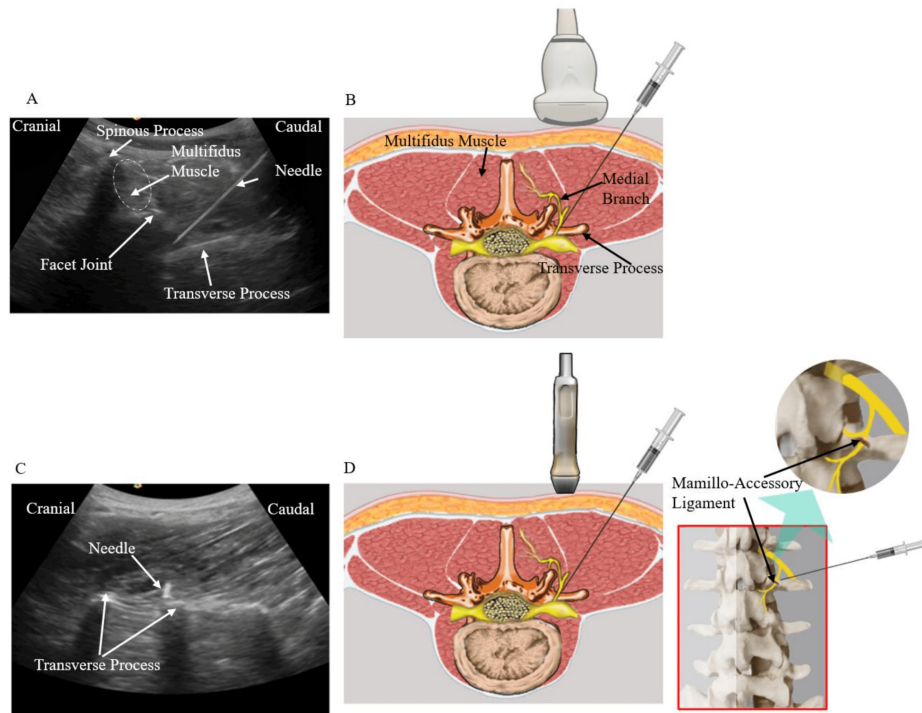 A
Cranial
Caudal
Spinous Process
Multifidus
Muscle
Needle
Facet Joint
Transverse Process
B
Multifidus Muscle
Medial
Branch
Transverse Process
C
Cranial
Caudal
Needle
Transverse Process
D
Mamillo-Accessory
Ligament